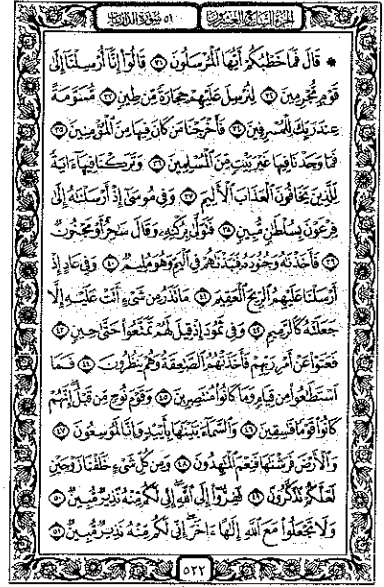 الجزء السابع والعشرون ٥١ سورة الذاريات
۞ قَالَ فَمَا خَطْبُكُمْ أَيُّهَا الْمُرْسَلُونَ ٣١ قَالُوا إِنَّا أُرْسِلْنَا إِلَىٰ
قَوْمٍ مُّجْرِمِينَ ٣٢ لِنُرْسِلَ عَلَيْهِمْ حِجَارَةً مِّن طِينٍ ٣٣ مُّسَوَّمَةً
عِندَ رَبِّكَ لِلْمُسْرِفِينَ ٣٤ فَأَخْرَجْنَا مَن كَانَ فِيهَا مِنَ الْمُؤْمِنِينَ ٣٥
فَمَا وَجَدْنَا فِيهَا غَيْرَ بَيْتٍ مِّنَ الْمُسْلِمِينَ ٣٦ وَتَرَكْنَا فِيهَا آيَةً
لِّلَّذِينَ يَخَافُونَ الْعَذَابَ الْأَلِيمَ ٣٧ وَفِي مُوسَىٰ إِذْ أَرْسَلْنَاهُ إِلَىٰ
فِرْعَوْنَ بِسُلْطَانٍ مُّبِينٍ ٣٨ فَتَوَلَّىٰ بِرُكْنِهِ وَقَالَ سَاحِرٌ أَوْ مَجْنُونٌ
٣٩ فَأَخَذْنَاهُ وَجُنُودَهُ فَنَبَذْنَاهُمْ فِي الْيَمِّ وَهُوَ مُلِيمٌ ٤٠ وَفِي عَادٍ إِذْ
أَرْسَلْنَا عَلَيْهِمُ الرِّيحَ الْعَقِيمَ ٤١ مَا تَذَرُ مِن شَيْءٍ أَتَتْ عَلَيْهِ إِلَّا
جَعَلَتْهُ كَالرَّمِيمِ ٤٢ وَفِي ثَمُودَ إِذْ قِيلَ لَهُمْ تَمَتَّعُوا حَتَّىٰ حِينٍ ٤٣
فَعَتَوْا عَنْ أَمْرِ رَبِّهِمْ فَأَخَذَتْهُمُ الصَّاعِقَةُ وَهُمْ يَنظُرُونَ ٤٤ فَمَا
اسْتَطَاعُوا مِن قِيَامٍ وَمَا كَانُوا مُنتَصِرِينَ ٤٥ وَقَوْمَ نُوحٍ مِّن قَبْلُ إِنَّهُمْ
كَانُوا قَوْمًا فَاسِقِينَ ٤٦ وَالسَّمَاءَ بَنَيْنَاهَا بِأَيْيدٍ وَإِنَّا لَمُوسِعُونَ ٤٧
وَالْأَرْضَ فَرَشْنَاهَا فَنِعْمَ الْمَاهِدُونَ ٤٨ وَمِن كُلِّ شَيْءٍ خَلَقْنَا زَوْجَيْنِ
لَعَلَّكُمْ تَذَكَّرُونَ ٤٩ فَفِرُّوا إِلَى اللَّهِ إِنِّي لَكُم مِّنْهُ نَذِيرٌ مُّبِينٌ ٥٠
وَلَا تَجْعَلُوا مَعَ اللَّهِ إِلَٰهًا آخَرَ إِنِّي لَكُم مِّنْهُ نَذِيرٌ مُّبِينٌ ٥١
٥٢٢